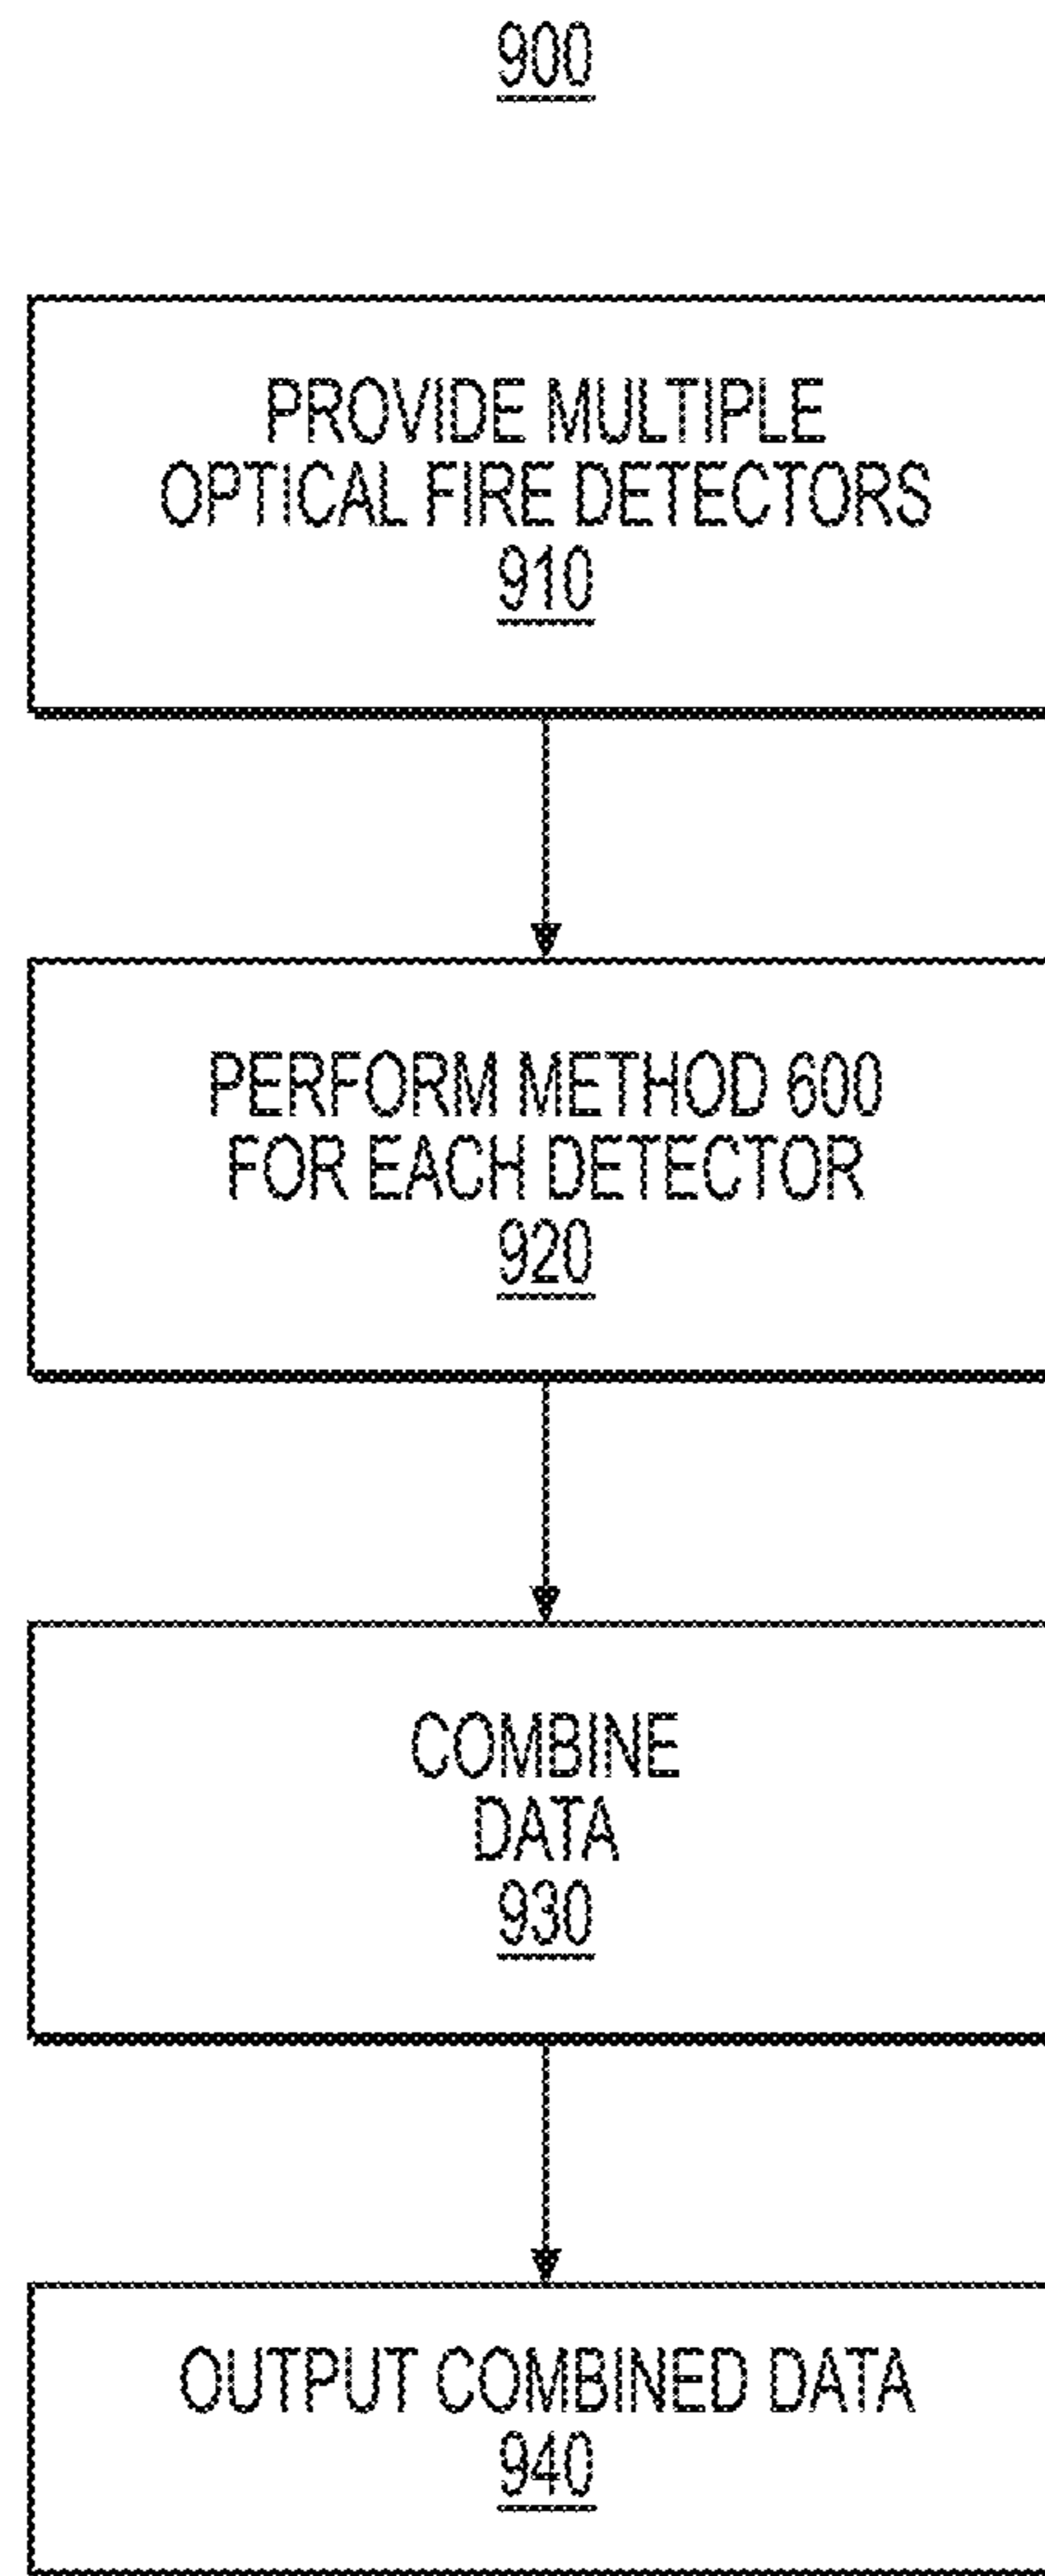 900
PROVIDE MULTIPLE
OPTICAL FIRE DETECTORS
910
PERFORM METHOD 600
FOR EACH DETECTOR
920
COMBINE
DATA
930
OUTPUT COMBINED DATA
940